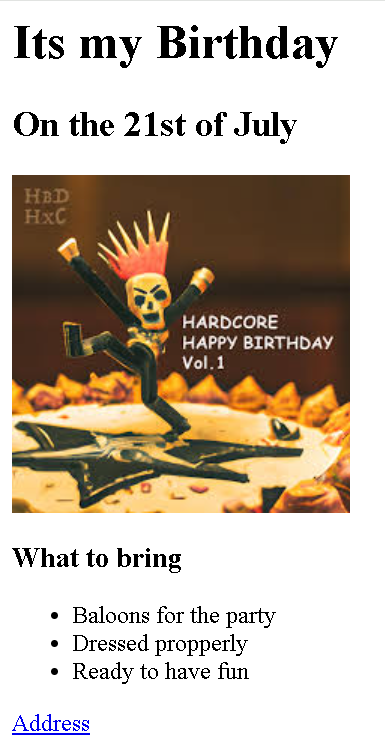 Its my Birthday
On the 21st of July
HBD
HxC
HARDCORE
HAPPY BIRTHDAY
Vol.1
What to bring
Baloons for the party
Dressed propperly
Ready to have fun
Address